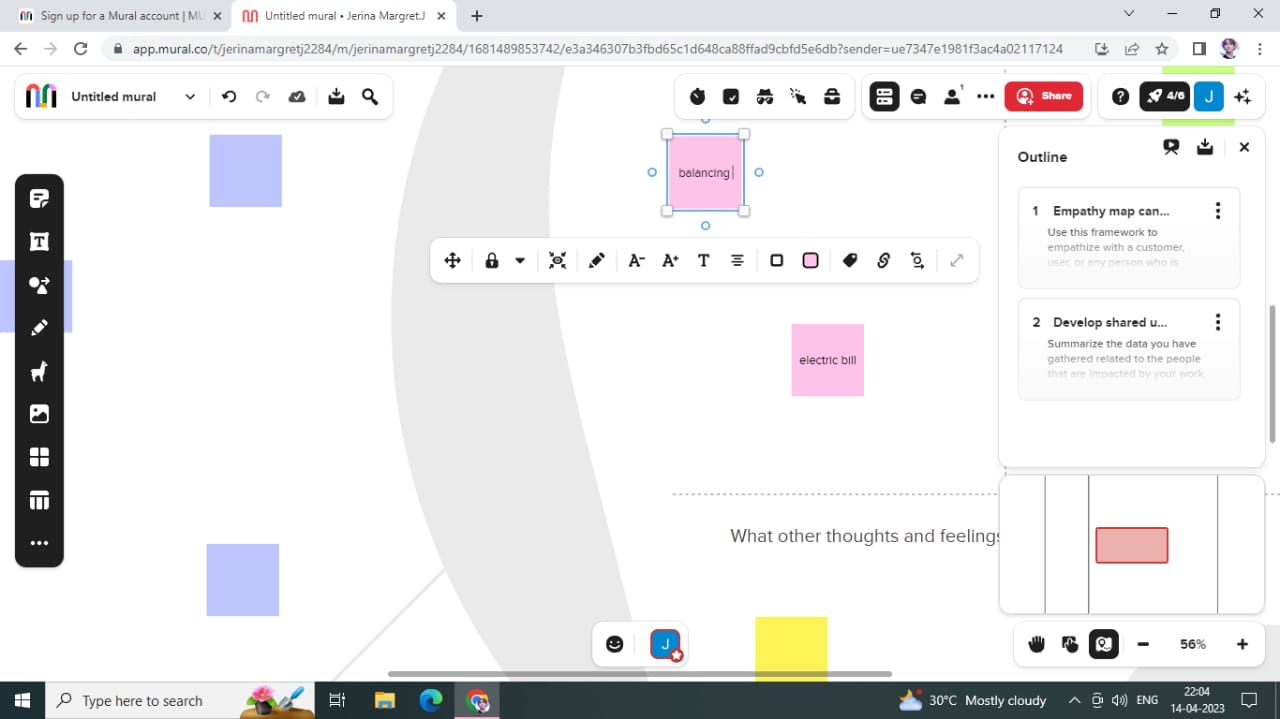 Sign up for a Mural account | MU
Untitled mural • Jerina Margret.J
app.mural.co/t/jerinamargretj2284/m/jerinamargretj2284/1681489853742/e3a346307b3fbd65c1d648ca88ffad9cbfd5e6db?sender=ue7347e1981f3ac4a02117124
Untitled mural
1
Share
4/6
J
balancing
A-
A+
T
electric bill
Outline
1 Empathy map can...
Use this framework to
empathize with a customer,
user, or any person who is
2 Develop shared u...
Summarize the data you have
gathered related to the people
that are impacted by your work.
What other thoughts and feelings
J
56%
Type here to search
30°C Mostly cloudy
ENG
22:04
14-04-2023